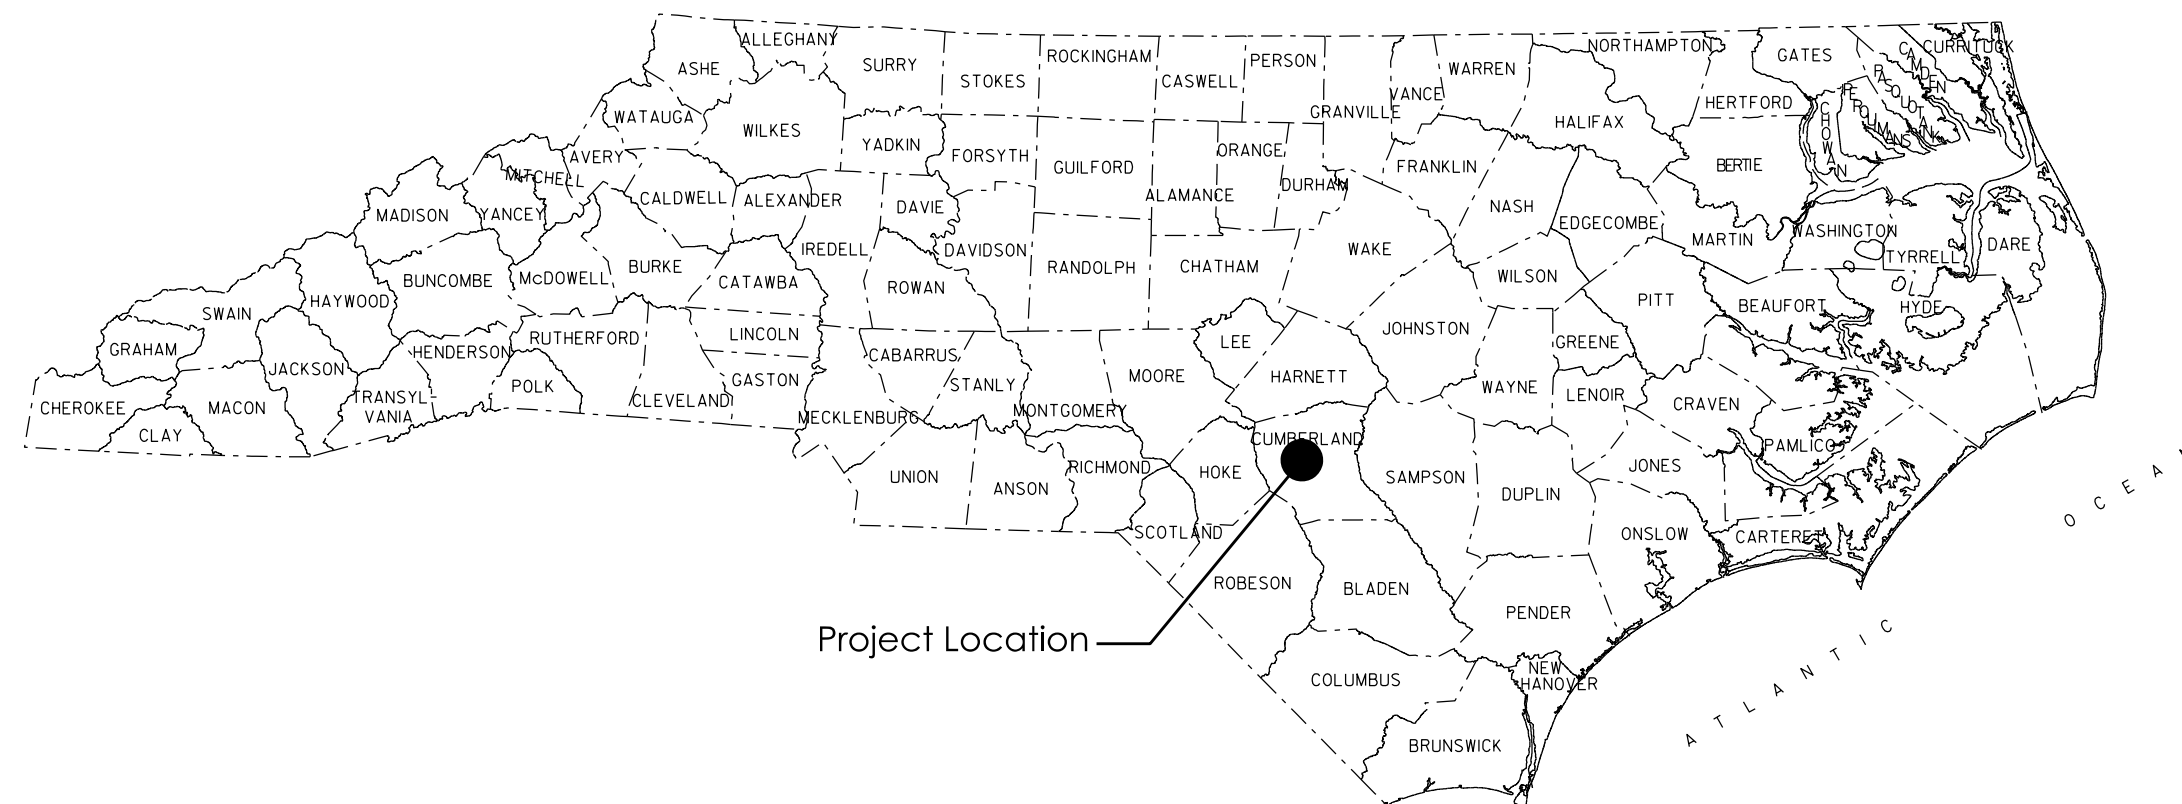 ALLEGHANY
ASHE
SURRY
STOKES
ROCKINGHAM
CASWELL
PERSON
GRANVILLE
VANCE
WARREN
NORTHAMPTON
GATES
CAMDEN
CURRITUCK
HERTFORD
PASQUOTANK
PERQUIMANS
CHOWAN
WATAUGA
WILKES
YADKIN
FORSYTH
GUILFORD
ALAMANCE
ORANGE
DURHAM
FRANKLIN
HALIFAX
BERTIE
AVERY
MITCHELL
CALDWELL
ALEXANDER
DAVIE
NASH
EDGECOMBE
MADISON
YANCEY
IREDELL
DAVIDSON
RANDOLPH
CHATHAM
WAKE
WILSON
MARTIN
WASHINGTON
TYRRELL
DARE
BUNCOMBE
McDOWELL
BURKE
CATAWBA
ROWAN
PITT
BEAUFORT
HYDE
SWAIN
HAYWOOD
RUTHERFORD
LINCOLN
CABARRUS
LEE
JOHNSTON
GREENE
GRAHAM
JACKSON
HENDERSON
POLK
CLEVELAND
GASTON
STANLY
MOORE
HARNETT
WAYNE
LENOIR
CRAVEN
CHEROKEE
CLAY
MACON
TRANSYL-
VANIA
MECKLENBURG
MONTGOMERY
CUMBERLAND
PAMLICO
UNION
ANSON
RICHMOND
HOKE
SAMPSON
DUPLIN
JONES
SCOTLAND
ONSLOW
CARTERET
OCEA
ROBESON
BLADEN
PENDER
Project Location
COLUMBUS
NEW
HANOVER
BRUNSWICK
ATLANTIC